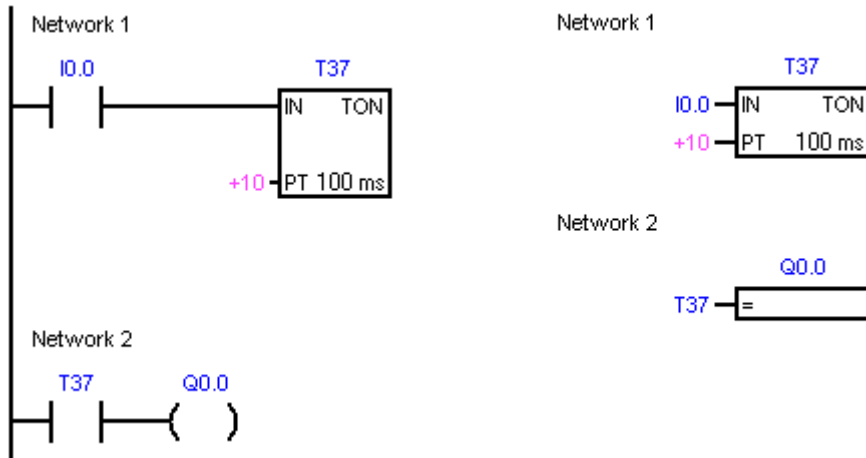 Network 1
I0.0
T37
IN TON
+10 PT 100 ms
Network 2
T37
Q0.0
Network 1
T37
I0.0 IN TON
+10 PT 100 ms
Network 2
Q0.0
T37 =